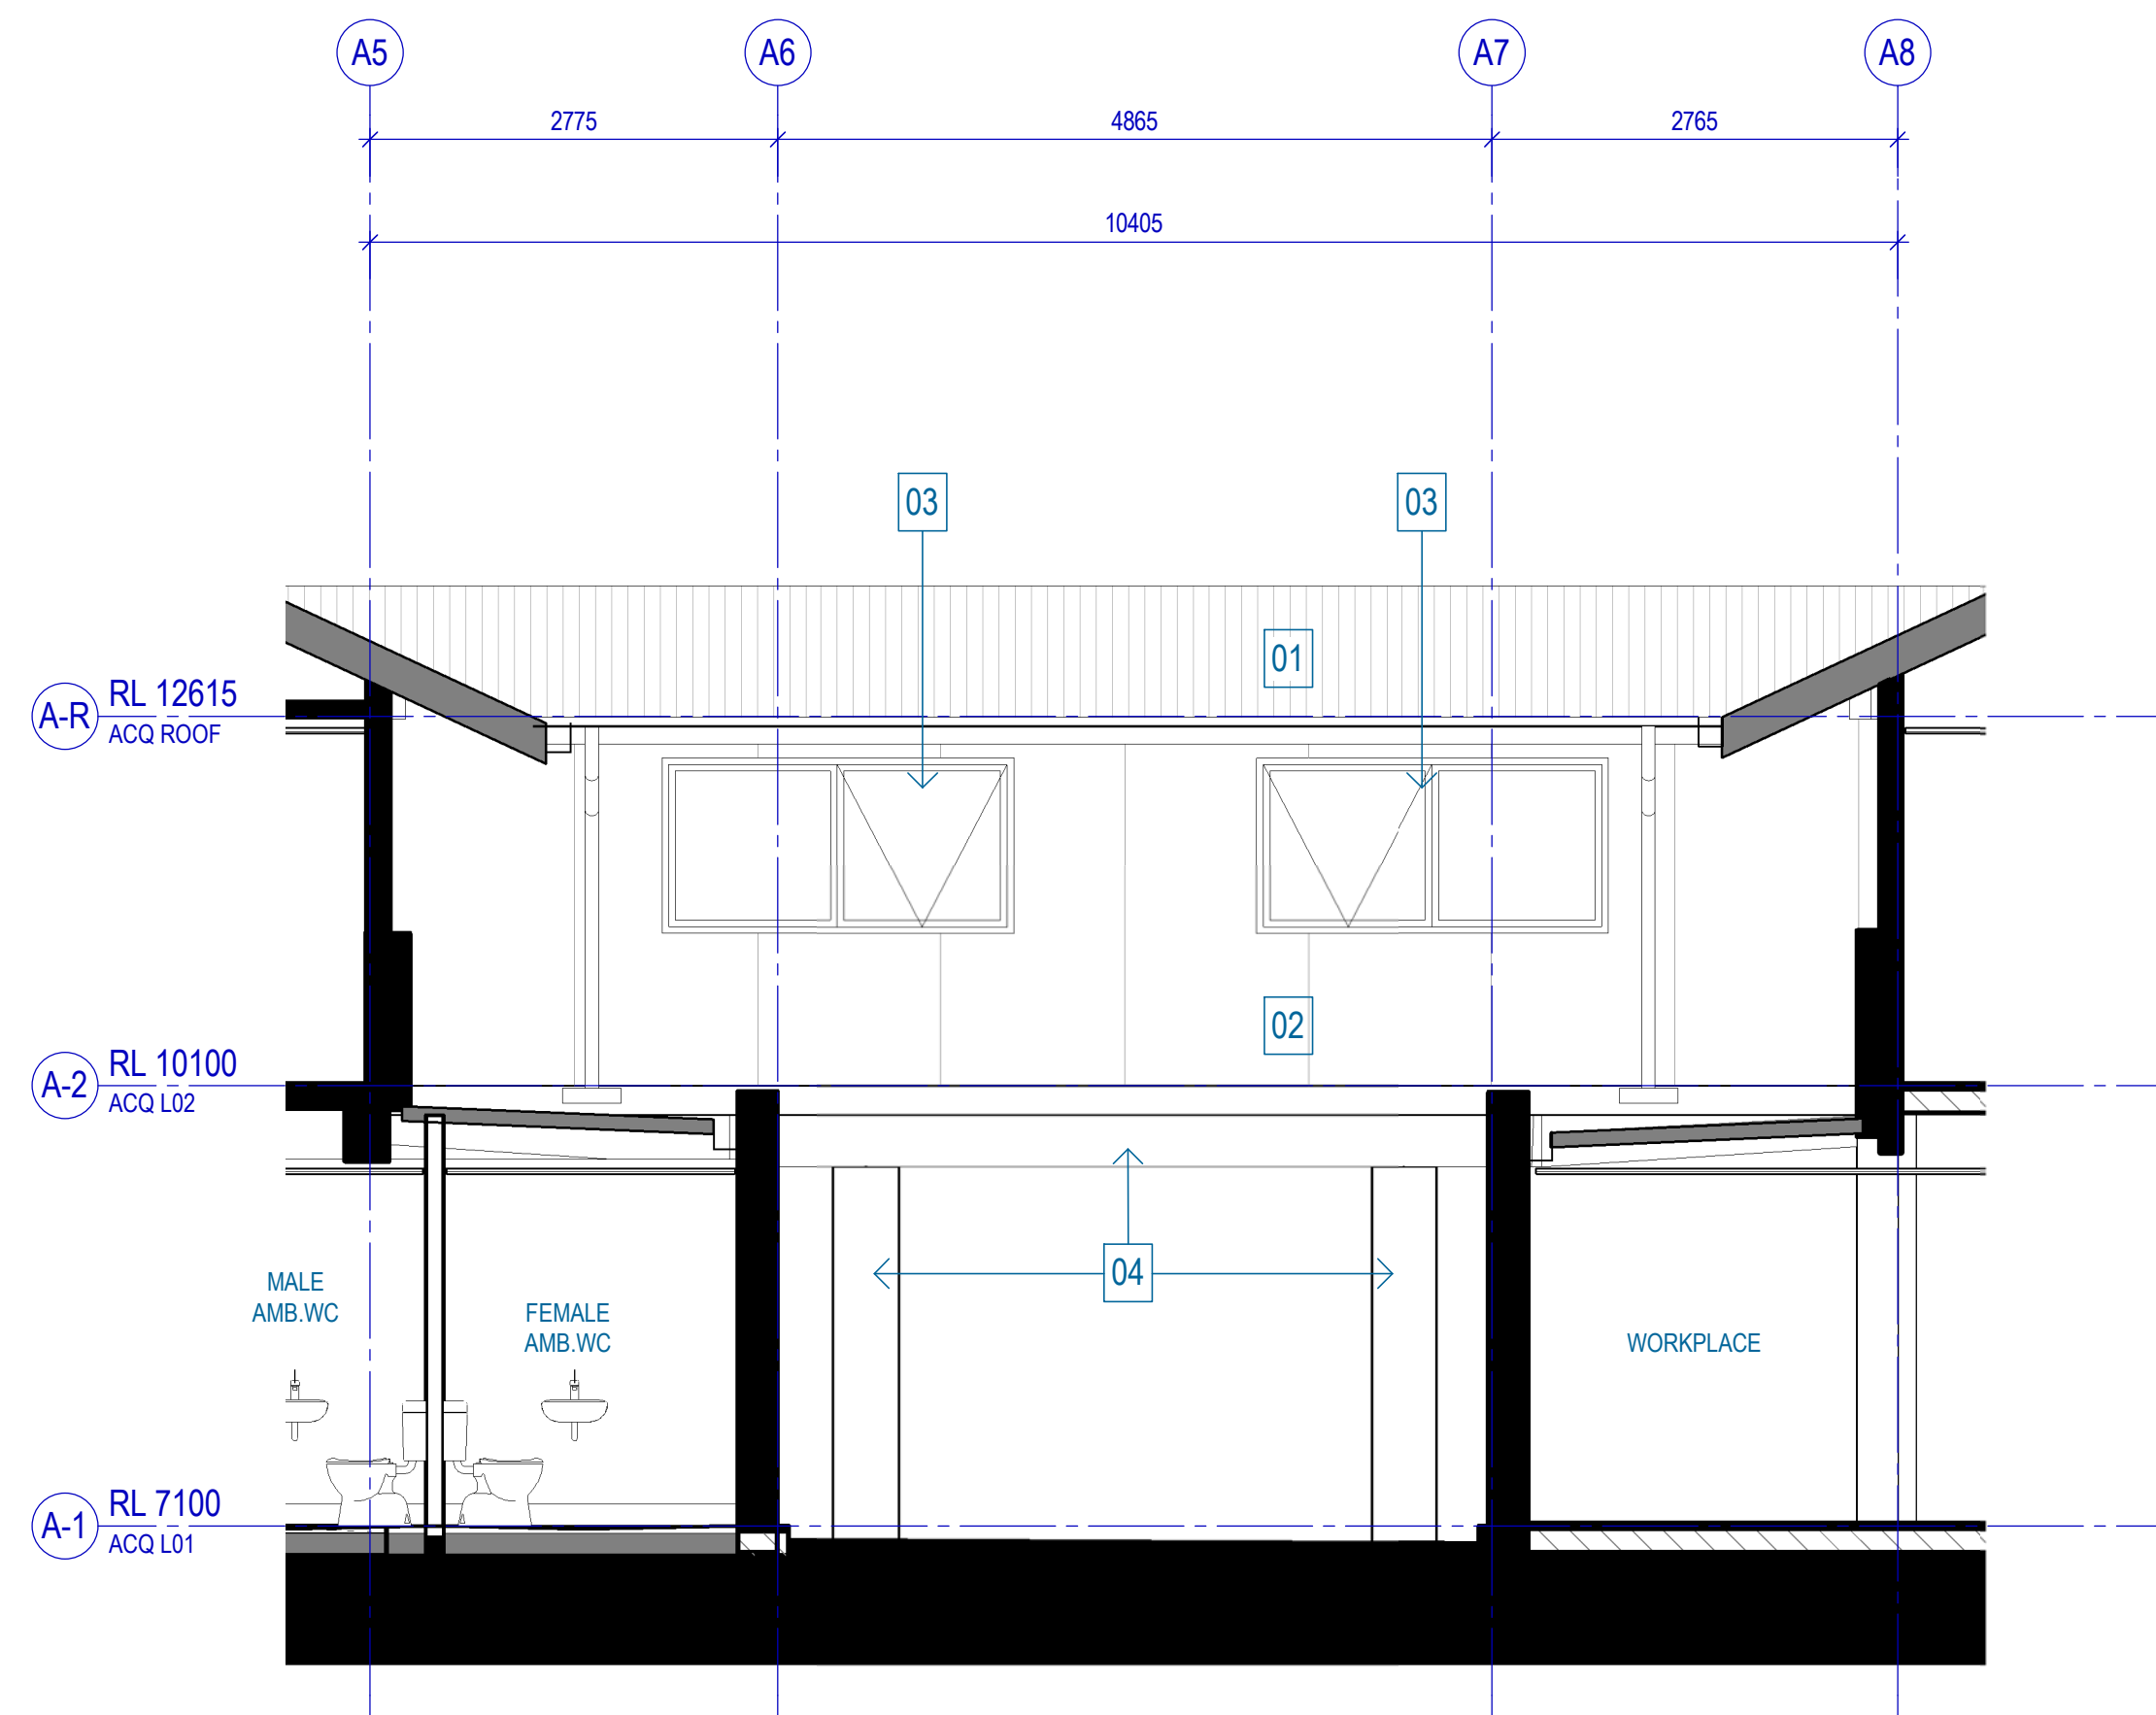 A5
A6
A7
A8
2775
4865
2765
10405
03
03
01
A-R
RL 12615
ACQ ROOF
02
A-2
RL 10100
ACQ L02
04
MALE
AMB.WC
FEMALE
AMB.WC
WORKPLACE
A-1
RL 7100
ACQ L01